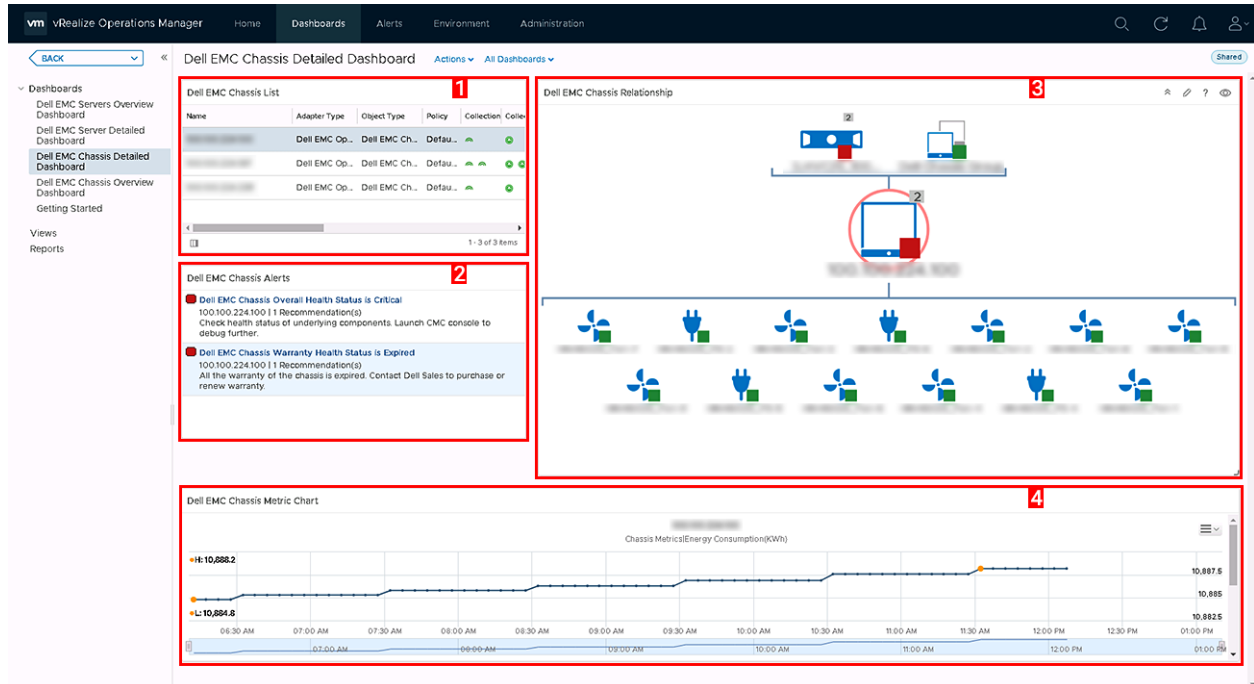 vm vRealize Operations Manager Home Dashboards Alerts Environment Administration
BACK
Dell EMC Chassis Detailed Dashboard Actions All Dashboards Shared
Dashboards
Dell EMC Servers Overview
Dashboard
Dell EMC Server Detailed
Dashboard
Dell EMC Chassis Detailed
Dashboard
Dell EMC Chassis Overview
Dashboard
Getting Started
Views
Reports
Dell EMC Chassis List 1
Name Adapter Type Object Type Policy Collection Colle
Dell EMC Op... Dell EMC Ch... Defau...
Dell EMC Op... Dell EMC Ch... Defau...
Dell EMC Op... Dell EMC Ch... Defau...
1 - 3 of 3 items
Dell EMC Chassis Alerts 2
Dell EMC Chassis Overall Health Status is Critical
100.100.224.100 | 1 Recommendation(s)
Check health status of underlying components. Launch CMC console to
debug further.
Dell EMC Chassis Warranty Health Status is Expired
100.100.224.100 | 1 Recommendation(s)
All the warranty of the chassis is expired. Contact Dell Sales to purchase or
renew warranty.
Dell EMC Chassis Relationship 3
?
2
2
100.100.224.100
Dell EMC Chassis Metric Chart 4
Chassis Metrics|Energy Consumption(KWh)
H: 10,888.2
L: 10,884.8
10,887.5
10,885
10,882.5
06:30 AM 07:00 AM 07:30 AM 08:00 AM 08:30 AM 09:00 AM 09:30 AM 10:00 AM 10:30 AM 11:00 AM 11:30 AM 12:00 PM 12:30 PM 01:00 PM
07:00 AM 08:00 AM 09:00 AM 10:00 AM 11:00 AM 12:00 PM 01:00 PM